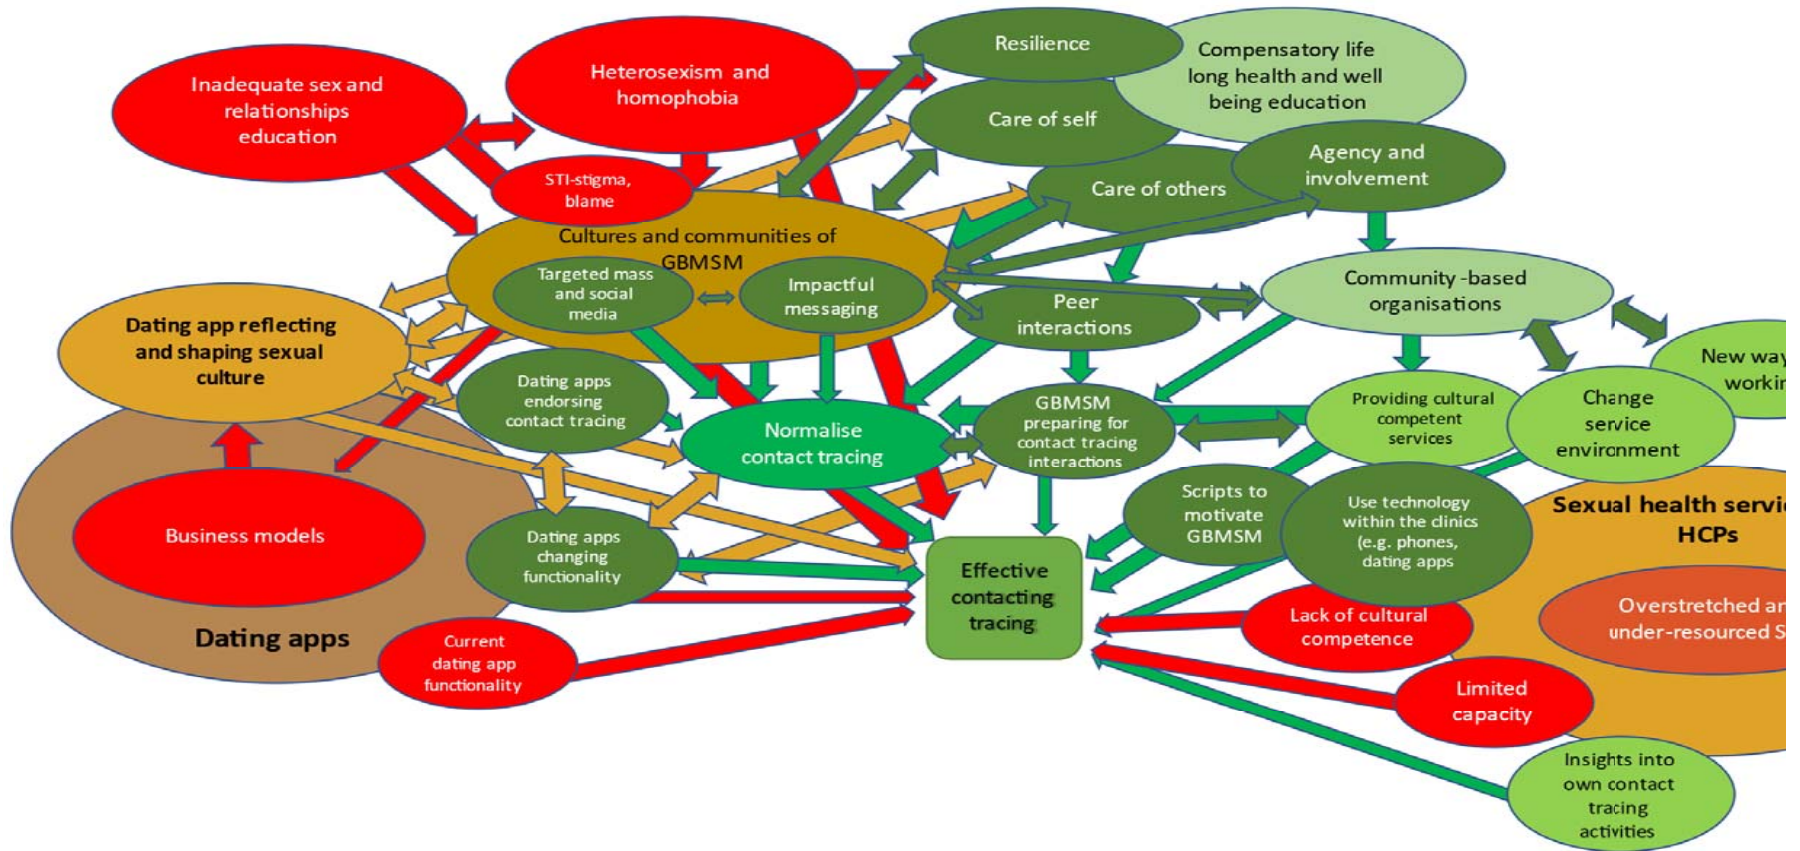 Inadequate sex and
relationships
education
Heterosexism and
homophobia
Resilience
Compensatory life
long health and well
being education
Care of self
STI-stigma,
blame
Care of others
Agency and
involvement
Cultures and communities of
GBMSM
Targeted mass
and social
media
Impactful
messaging
Peer
interactions
Community -based
organisations
Dating app reflecting
and shaping sexual
culture
New way
Dating apps
endorsing
contact tracing
Normalise
contact tracing
GBMSM
preparing for
contact tracing
interactions
Providing cultural
competent
services
Change
service
environment
Business models
Dating apps
changing
functionality
Scripts to
motivate
GBMSM
Use technology
within the clinics
(e.g. phones,
dating apps
Sexual health
HCPs
Effective
contacting
tracing
Overstretched
under-resourced
Dating apps
Current
dating app
functionality
Lack of cultural
competence
Limited
capacity
Insights into
own contact
tracing
activities